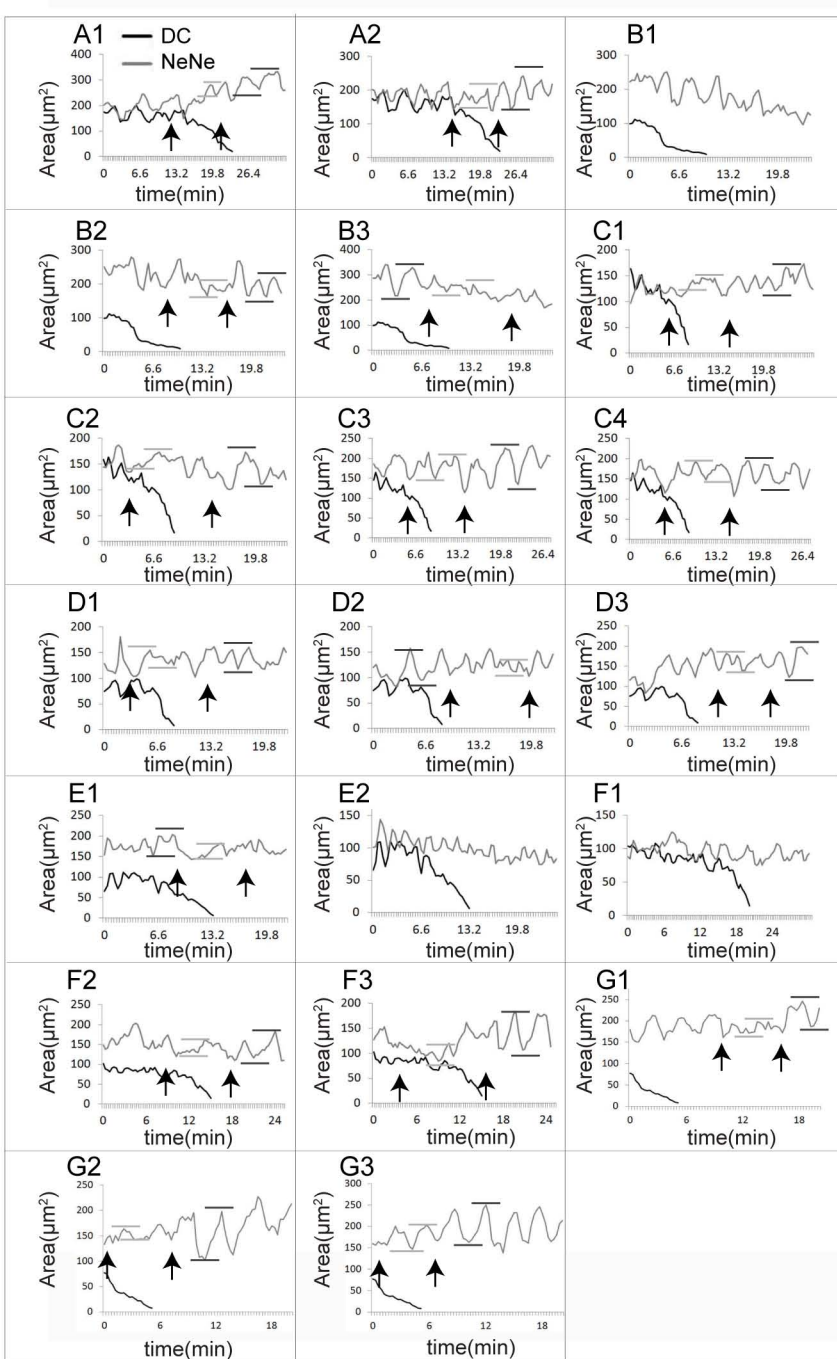 A1
DC
NeNe
Area(µm²)
400
300
200
100
0
0 6.6 13.2 19.8 26.4
time(min)
A2
Area(µm²)
300
200
100
0
0 6.6 13.2 19.8 26.4
time(min)
B1
Area(µm²)
300
200
100
0
0 6.6 13.2 19.8
time(min)
B2
Area(µm²)
300
200
100
0
0 6.6 13.2 19.8
time(min)
B3
Area(µm²)
400
300
200
100
0
0 6.6 13.2 19.8
time(min)
C1
Area(µm²)
200
150
100
50
0
0 6.6 13.2 19.8
time(min)
C2
Area(µm²)
200
150
100
50
0
0 6.6 13.2 19.8
time(min)
C3
Area(µm²)
250
200
150
100
50
0
0 6.6 13.2 19.8 26.4
time(min)
C4
Area(µm²)
250
200
150
100
50
0
0 6.6 13.2 19.8 26.4
time(min)
D1
Area(µm²)
200
150
100
50
0
0 6.6 13.2 19.8
time(min)
D2
Area(µm²)
200
150
100
50
0
0 6.6 13.2 19.8
time(min)
D3
Area(µm²)
250
200
150
100
50
0
0 6.6 13.2 19.8
time(min)
E1
Area(µm²)
250
200
150
100
50
0
0 6.6 13.2 19.8
time(min)
E2
Area(µm²)
150
100
50
0
0 6.6 13.2 19.8
time(min)
F1
Area(µm²)
150
100
50
0
0 6 12 18 24
time(min)
F2
Area(µm²)
250
200
150
100
50
0
0 6 12 18 24
time(min)
F3
Area(µm²)
200
150
100
50
0
0 6 12 18 24
time(min)
G1
Area(µm²)
250
200
150
100
50
0
0 6 12 18
time(min)
G2
Area(µm²)
250
200
150
100
50
0
0 6 12 18
time(min)
G3
Area(µm²)
250
200
150
100
50
0
0 6 12 18
time(min)